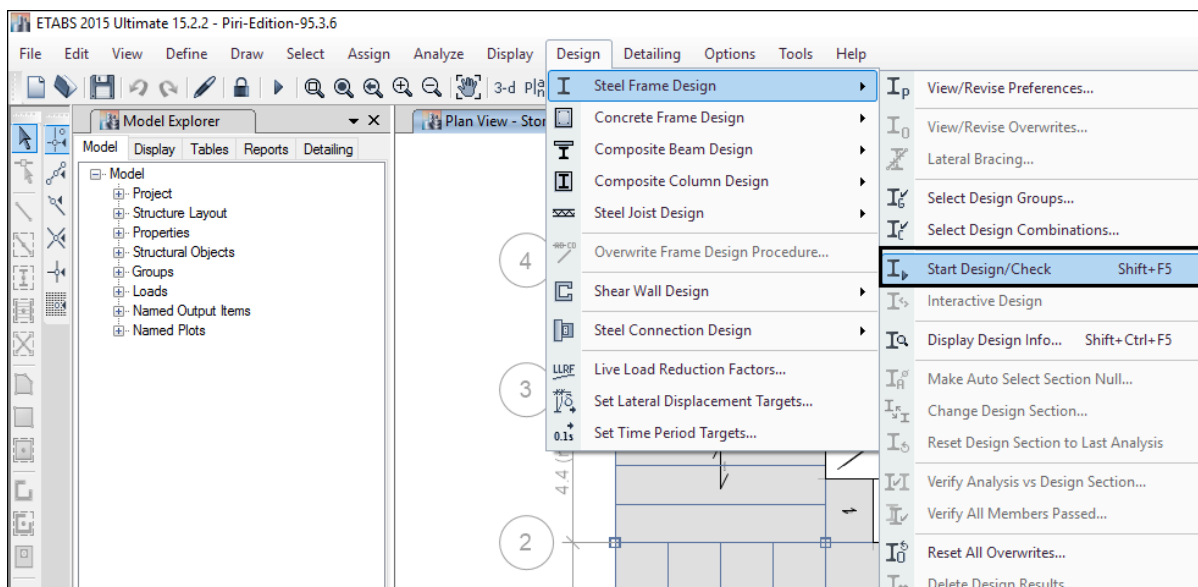 ETABS 2015 Ultimate 15.2.2 - Piri-Edition-95.3.6
File Edit View Define Draw Select Assign Analyze Display Design Detailing Options Tools Help
3-d
Model Explorer
Model Display Tables Reports Detailing
Model
Project
Structure Layout
Properties
Structural Objects
Groups
Loads
Named Output Items
Named Plots
Plan View - Stor
Steel Frame Design
Concrete Frame Design
Composite Beam Design
Composite Column Design
Steel Joist Design
Overwrite Frame Design Procedure...
Shear Wall Design
Steel Connection Design
LLRF Live Load Reduction Factors...
Set Lateral Displacement Targets...
0.1s Set Time Period Targets...
View/Revise Preferences...
View/Revise Overwrites...
Lateral Bracing...
Select Design Groups...
Select Design Combinations...
Start Design/Check Shift+F5
Interactive Design
Display Design Info... Shift+Ctrl+F5
Make Auto Select Section Null...
Change Design Section...
Reset Design Section to Last Analysis
Verify Analysis vs Design Section...
Verify All Members Passed...
Reset All Overwrites...
Delete Design Results
4
3
4.4
2